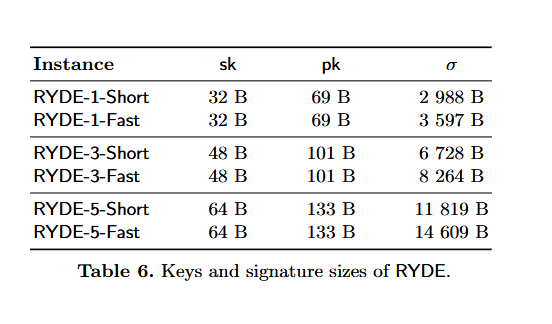 Instance sk pk σ
RYDE-1-Short 32 B 69 B 2 988 B
RYDE-1-Fast 32 B 69 B 3 597 B
RYDE-3-Short 48 B 101 B 6 728 B
RYDE-3-Fast 48 B 101 B 8 264 B
RYDE-5-Short 64 B 133 B 11 819 B
RYDE-5-Fast 64 B 133 B 14 609 B
Table 6. Keys and signature sizes of RYDE.